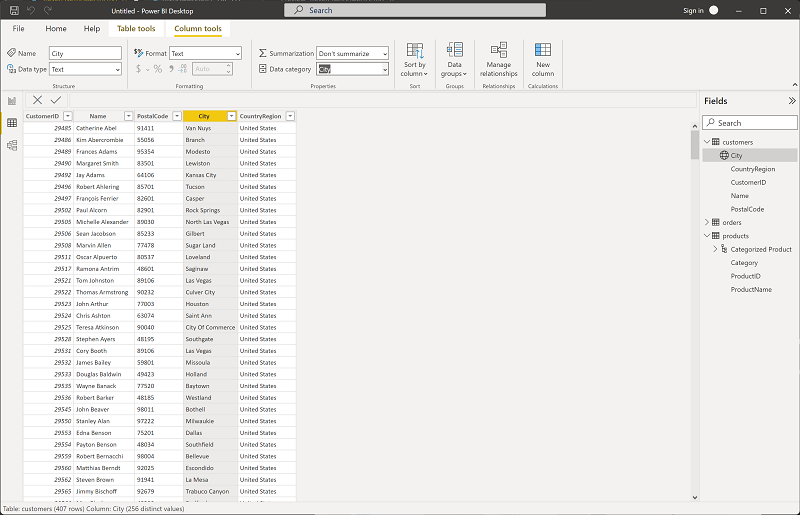 Untitled - Power BI Desktop
Search
Sign in
File Home Help Table tools Column tools
Name City
Data type Text
Structure
Format Text
$ % Auto
Formatting
Summarization Don't summarize
Data category City
Properties
Sort by column
Sort
Data groups
Groups
Manage relationships
Relationships
New column
Calculations
CustomerID Name PostalCode City CountryRegion
29485 Catherine Abel 91411 Van Nuys United States
29486 Kim Abercrombie 55056 Branch United States
29489 Frances Adams 95354 Modesto United States
29490 Margaret Smith 83501 Lewiston United States
29492 Jay Adams 64106 Kansas City United States
29496 Robert Ahlering 85701 Tucson United States
29497 François Ferrier 82601 Casper United States
29502 Paul Alcorn 82901 Rock Springs United States
29505 Michelle Alexander 89030 North Las Vegas United States
29506 Sean Jacobson 85233 Gilbert United States
29508 Marvin Allen 77478 Sugar Land United States
29511 Oscar Alpuerto 80537 Loveland United States
29517 Ramona Antrim 48601 Saginaw United States
29521 Tom Johnston 89106 Las Vegas United States
29522 Thomas Armstrong 90232 Culver City United States
29523 John Arthur 77003 Houston United States
29524 Chris Ashton 63074 Saint Ann United States
29525 Teresa Atkinson 90040 City Of Commerce United States
29528 Stephen Ayers 48195 Southgate United States
29531 Cory Booth 89106 Las Vegas United States
29532 James Bailey 59801 Missoula United States
29533 Douglas Baldwin 49423 Holland United States
29535 Wayne Banack 77520 Baytown United States
29536 Robert Barker 48185 Westland United States
29545 John Beaver 98011 Bothell United States
29550 Stanley Alan 97222 Milwaukie United States
29553 Edna Benson 75201 Dallas United States
29554 Payton Benson 48034 Southfield United States
29559 Robert Bernacchi 98004 Bellevue United States
29560 Matthias Berndt 92025 Escondido United States
29562 Steven Brown 91941 La Mesa United States
29565 Jimmy Bischoff 92679 Trabuco Canyon United States
Fields
Search
customers
City
CountryRegion
CustomerID
Name
PostalCode
orders
products
Categorized Product
Category
ProductID
ProductName
Table: customers (407 rows) Column: City (256 distinct values)